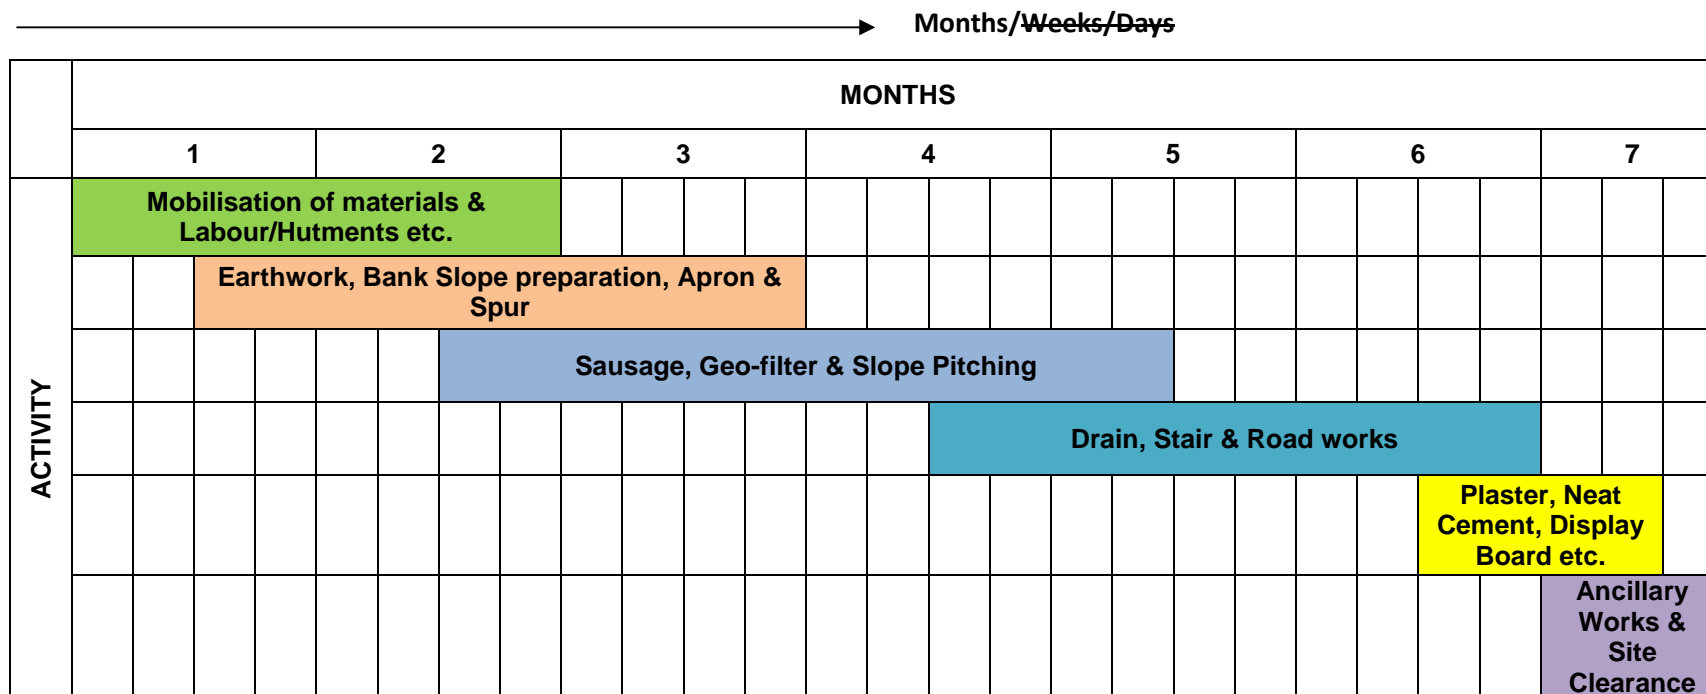 Months/Weeks/Days
MONTHS
1 2 3 4 5 6 7
ACTIVITY
Mobilisation of materials &
Labour/Hutments etc.
Earthwork, Bank Slope preparation, Apron &
Spur
Sausage, Geo-filter & Slope Pitching
Drain, Stair & Road works
Plaster, Neat
Cement, Display
Board etc.
Ancillary
Works &
Site
Clearance